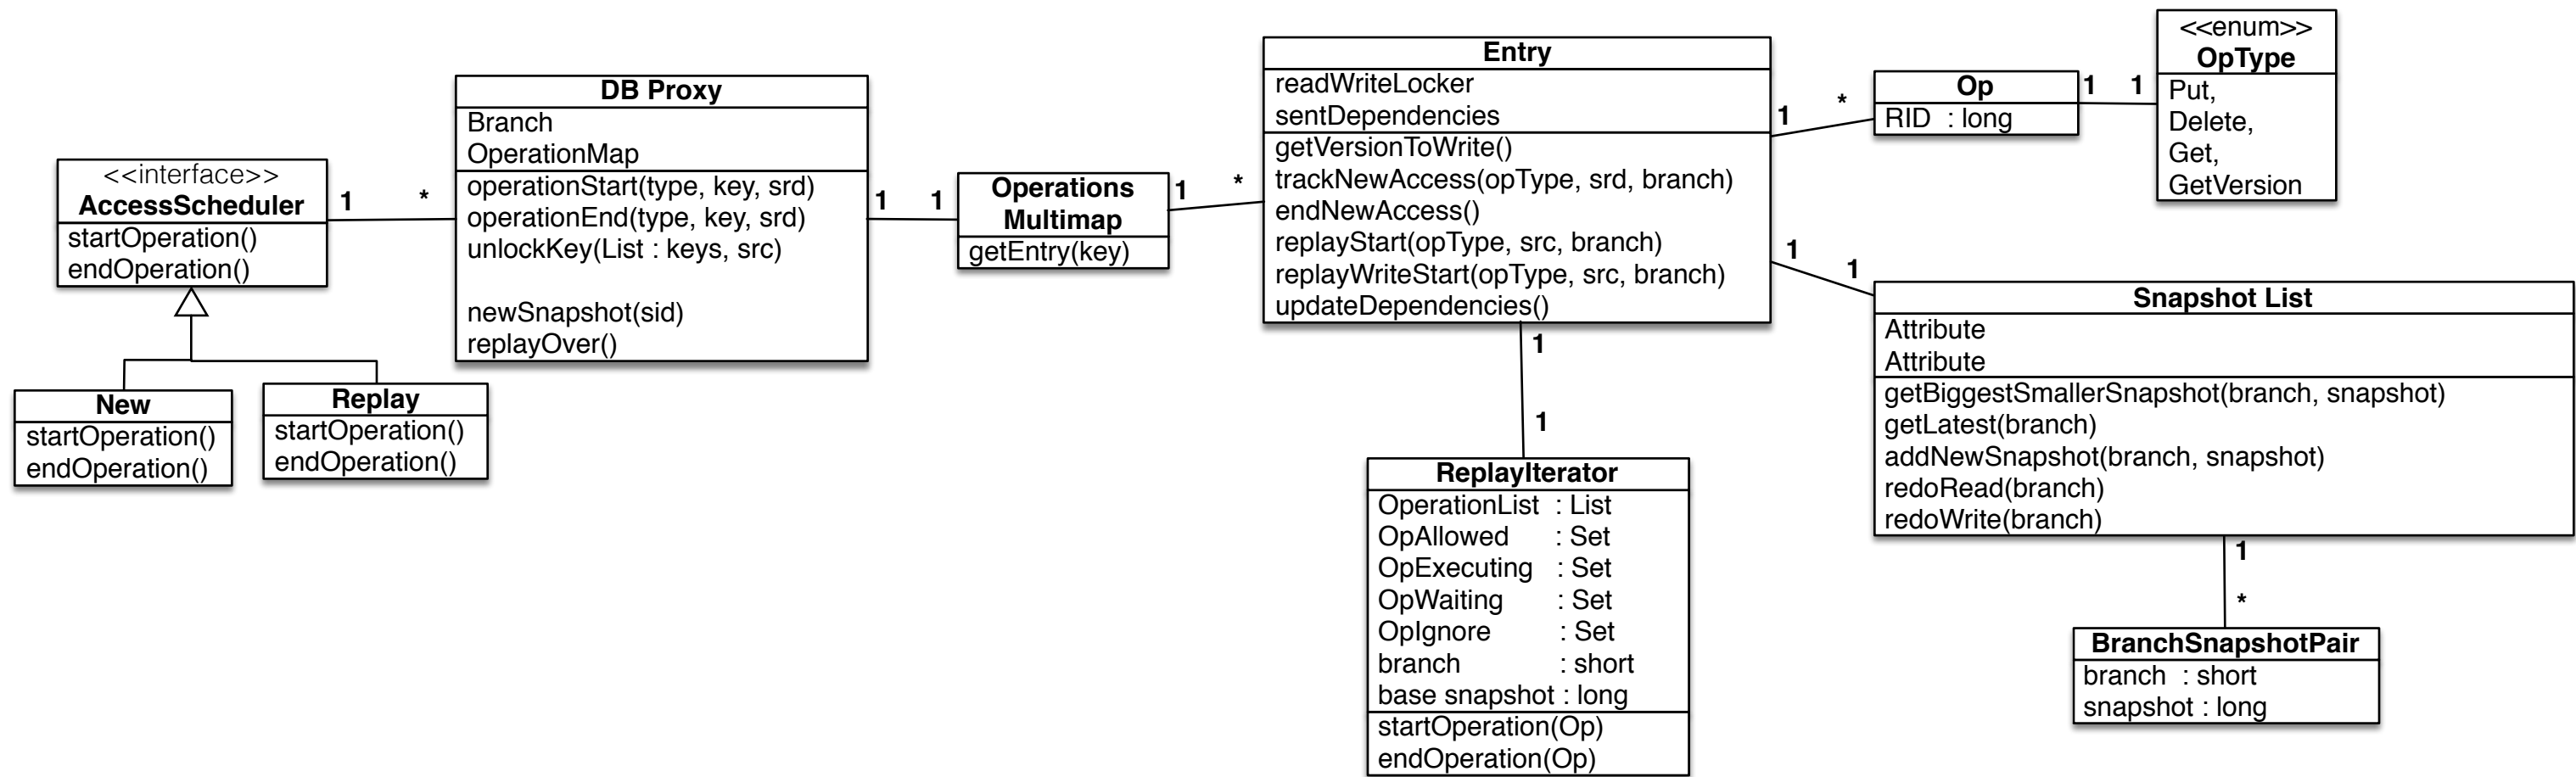 <<interface>>
AccessScheduler
startOperation()
endOperation()
1
*
New
startOperation()
endOperation()
Replay
startOperation()
endOperation()
DB Proxy
Branch
OperationMap
operationStart(type, key, srd)
operationEnd(type, key, srd)
unlockKey(List : keys, src)
newSnapshot(sid)
replayOver()
1
1
Operations
Multimap
getEntry(key)
1
*
Entry
readWriteLocker
sentDependencies
getVersionToWrite()
trackNewAccess(opType, srd, branch)
endNewAccess()
replayStart(opType, src, branch)
replayWriteStart(opType, src, branch)
updateDependencies()
1
1
ReplayIterator
OperationList : List
OpAllowed : Set
OpExecuting : Set
OpWaiting : Set
OpIgnore : Set
branch : short
base snapshot : long
startOperation(Op)
endOperation(Op)
1
*
Op
RID : long
1
1
<<enum>>
OpType
Put,
Delete,
Get,
GetVersion
1
1
Snapshot List
Attribute
Attribute
getBiggestSmallerSnapshot(branch, snapshot)
getLatest(branch)
addNewSnapshot(branch, snapshot)
redoRead(branch)
redoWrite(branch)
1
*
BranchSnapshotPair
branch : short
snapshot : long